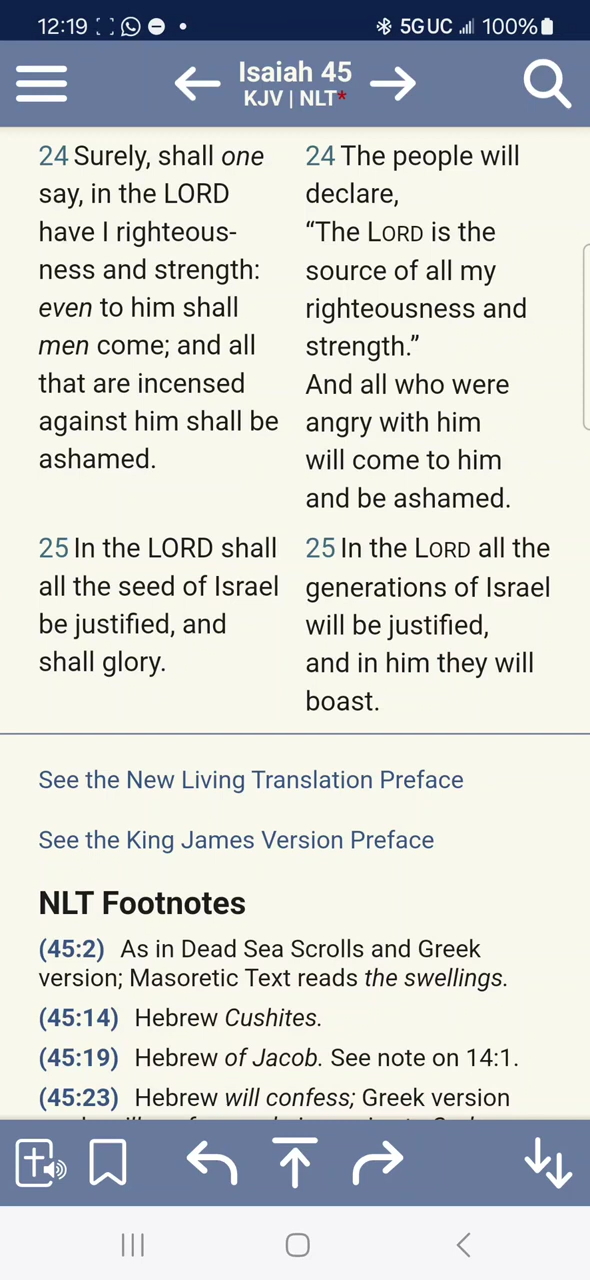 12:19
5G UC 100%
Isaiah 45
KJV | NLT*
24 Surely, shall one
say, in the LORD
have I righteous-
ness and strength:
even to him shall
men come; and all
that are incensed
against him shall be
ashamed.
24 The people will
declare,
“The LORD is the
source of all my
righteousness and
strength.”
And all who were
angry with him
will come to him
and be ashamed.
25 In the LORD shall
all the seed of Israel
be justified, and
shall glory.
25 In the LORD all the
generations of Israel
will be justified,
and in him they will
boast.
See the New Living Translation Preface
See the King James Version Preface
NLT Footnotes
(45:2) As in Dead Sea Scrolls and Greek
version; Masoretic Text reads the swellings.
(45:14) Hebrew Cushites.
(45:19) Hebrew of Jacob. See note on 14:1.
(45:23) Hebrew will confess; Greek version